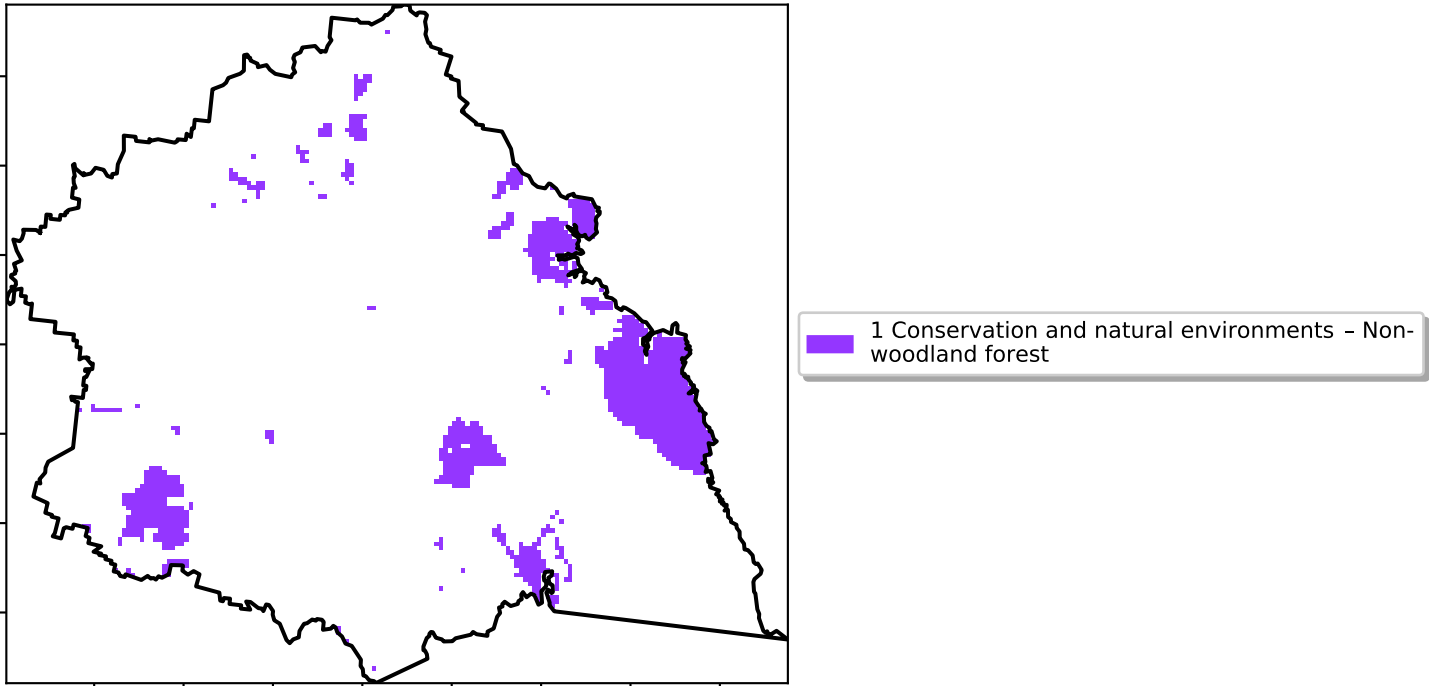 1 Conservation and natural environments – Non-
woodland forest